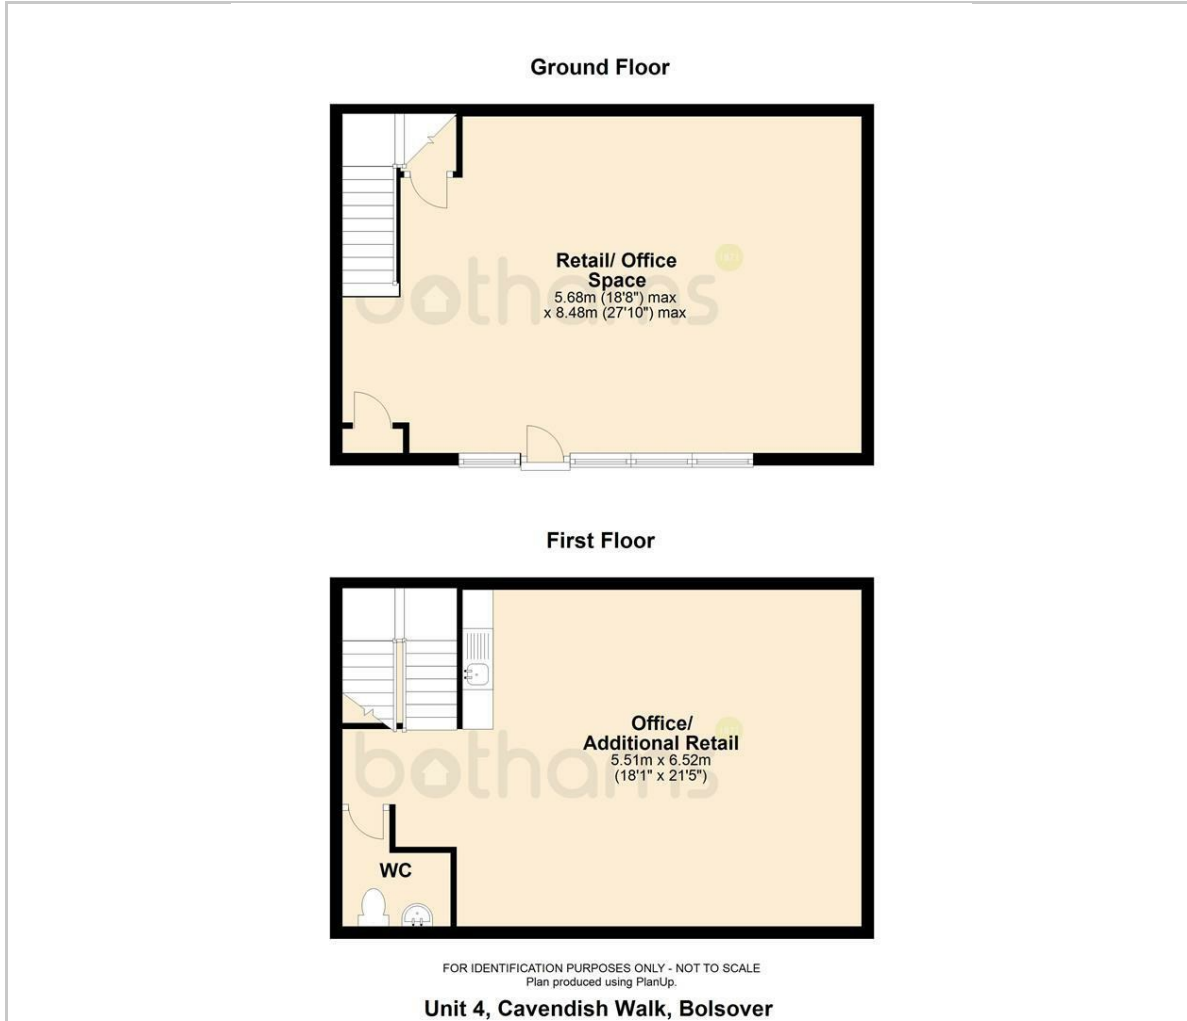 Ground Floor
Retail/ Office
Space
5.68m (18'8") max
x 8.48m (27'10") max
bothams
First Floor
Office/
Additional Retail
5.51m x 6.52m
(18'1" x 21'5")
bothams
WC
FOR IDENTIFICATION PURPOSES ONLY - NOT TO SCALE
Plan produced using PlanUp.
Unit 4, Cavendish Walk, Bolsover